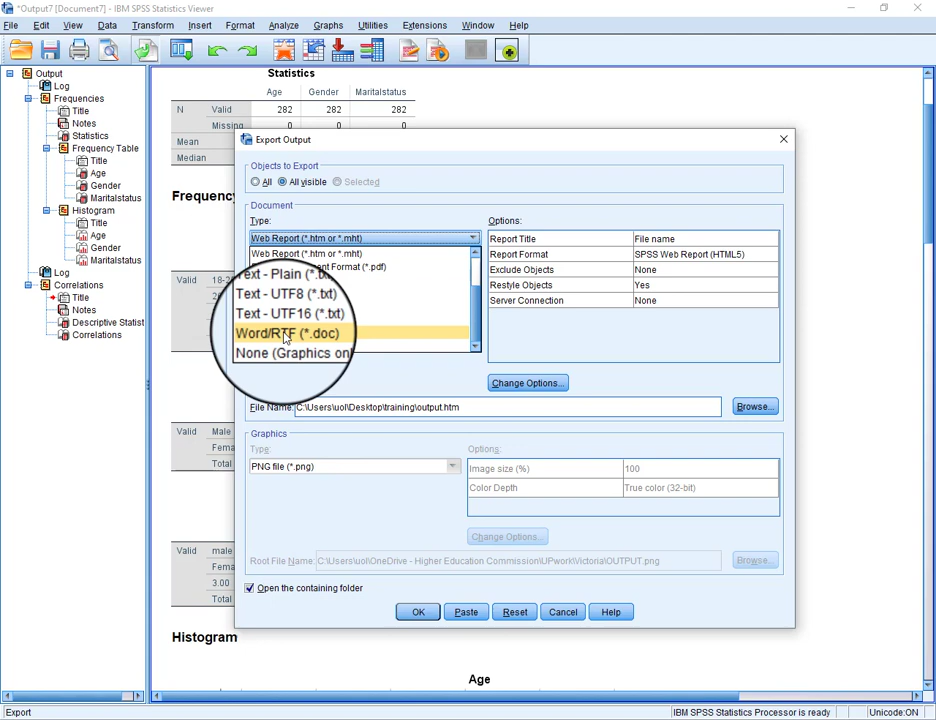 *Output7 [Document7] - IBM SPSS Statistics Viewer
File Edit View Data Transform Insert Format Analyze Graphs Utilities Extensions Window Help
Output
Log
Frequencies
Title
Notes
Statistics
Frequency Table
Title
Age
Gender
Maritalstatus
Histogram
Title
Age
Gender
Maritalstatus
Log
Correlations
Title
Notes
Descriptive Statist
Correlations
Statistics
Age Gender Maritalstatus
N Valid 282 282 282
Missing 0 0 0
Mean
Median
Frequency
Valid 18-2
Valid Male
Fema
Total
Valid male
Fema
3.00
Total
Histogram
Age
Export Output
Objects to Export
All All visible Selected
Document
Type:
Web Report (*.htm or *.mht)
Web Report (*.htm or *.mht)
ent Format (*.pdf)
Text - Plain (*.tx
Text - UTF8 (*.txt)
Text - UTF16 (*.txt)
Word/RTF (*.doc)
None (Graphics onl
Options:
Report Title File name
Report Format SPSS Web Report (HTML5)
Exclude Objects None
Restyle Objects Yes
Server Connection None
Change Options...
File Name: C:\Users\uol\Desktop\training\output.htm
Browse...
Graphics
Type:
PNG file (*.png)
Options:
Image size (%) 100
Color Depth True color (32-bit)
Change Options...
Root File Name: C:\Users\uol\OneDrive - Higher Education Commission\UPwork\Victoria\OUTPUT.png
Browse...
Open the containing folder
OK Paste Reset Cancel Help
Export
IBM SPSS Statistics Processor is ready
Unicode:ON